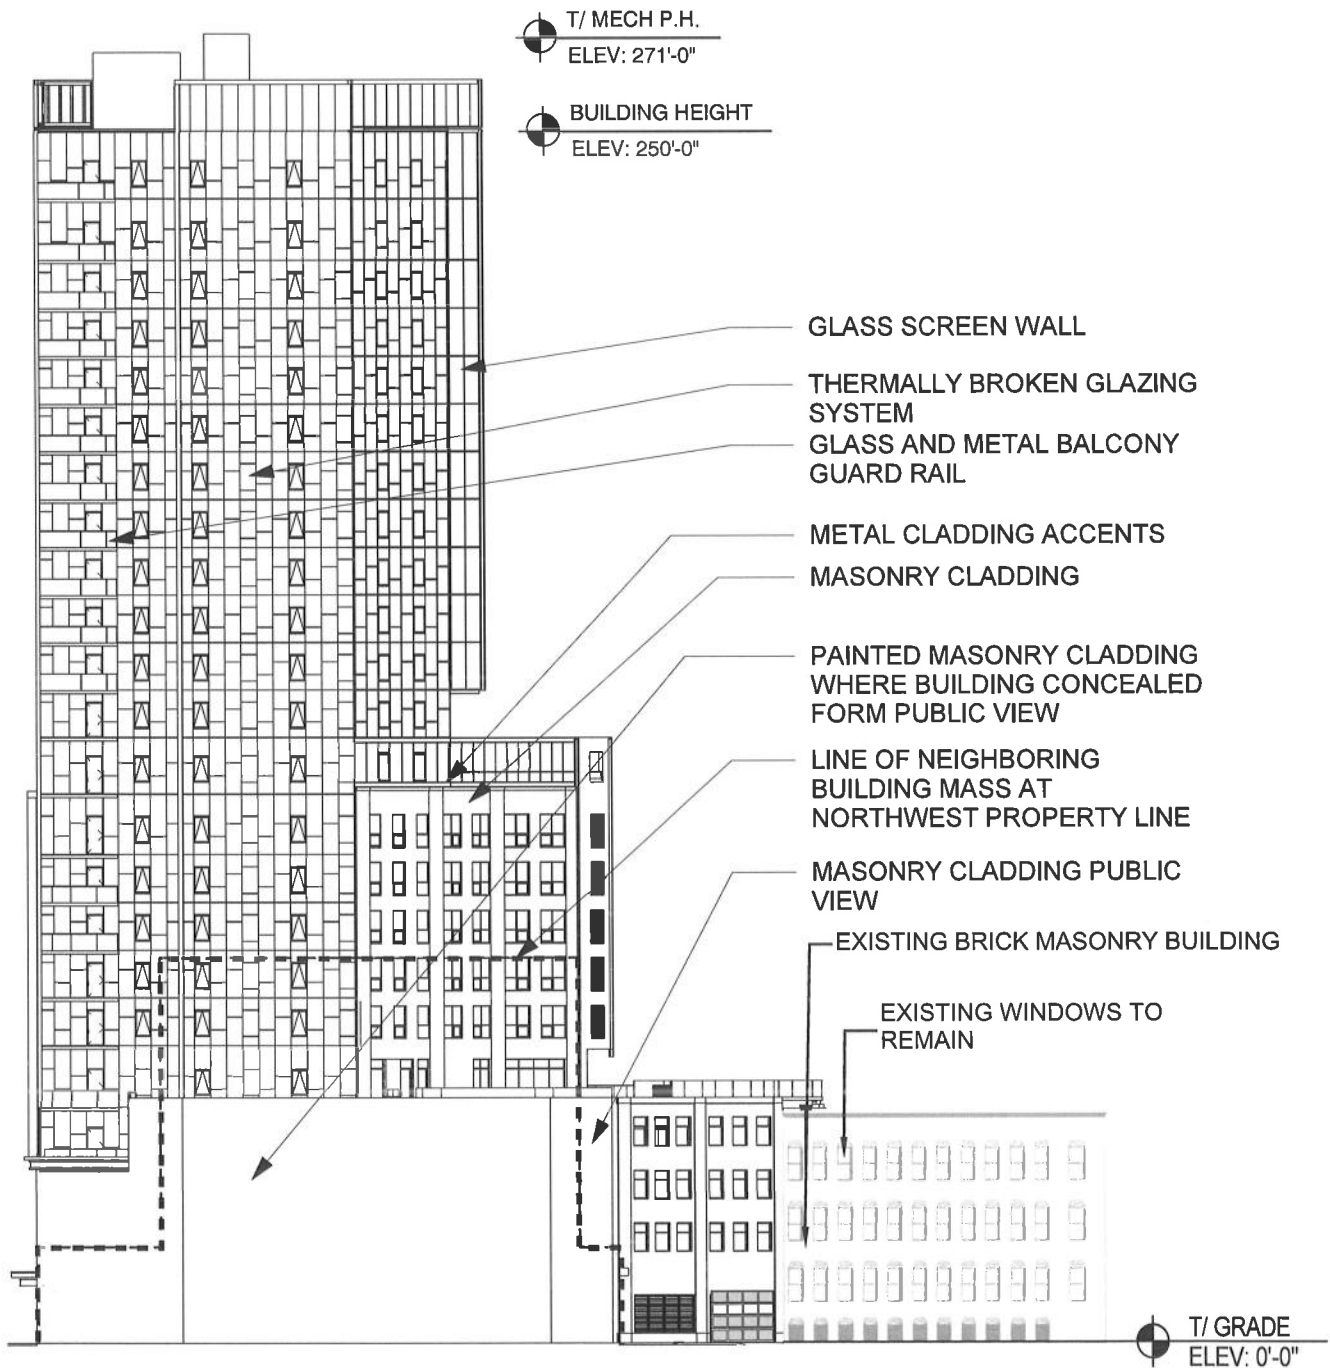 T/ MECH P.H.
ELEV: 271'-0"
BUILDING HEIGHT
ELEV: 250'-0"
GLASS SCREEN WALL
THERMALLY BROKEN GLAZING
SYSTEM
GLASS AND METAL BALCONY
GUARD RAIL
METAL CLADDING ACCENTS
MASONRY CLADDING
PAINTED MASONRY CLADDING
WHERE BUILDING CONCEALED
FORM PUBLIC VIEW
LINE OF NEIGHBORING
BUILDING MASS AT
NORTHWEST PROPERTY LINE
MASONRY CLADDING PUBLIC
VIEW
EXISTING BRICK MASONRY BUILDING
EXISTING WINDOWS TO
REMAIN
T/ GRADE
ELEV: 0'-0"